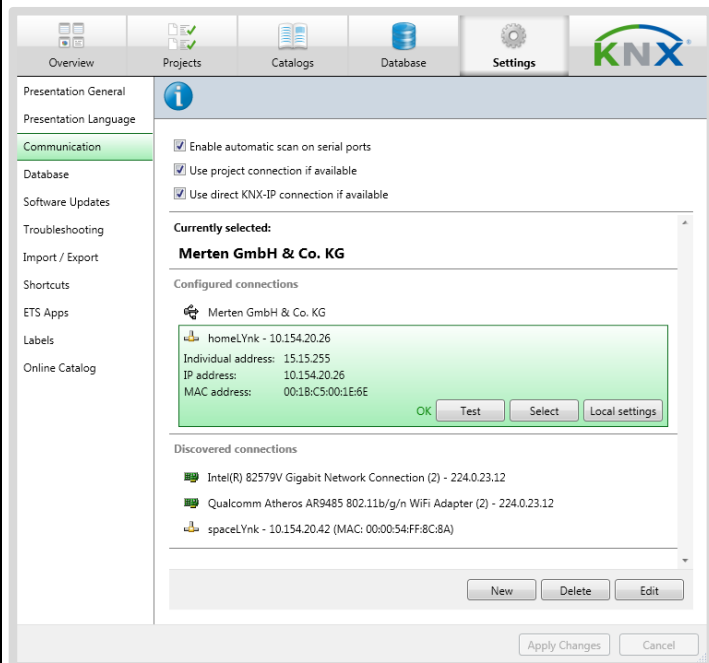 Overview
Projects
Catalogs
Database
Settings
KNX®
Presentation General
Presentation Language
Communication
Database
Software Updates
Troubleshooting
Import / Export
Shortcuts
ETS Apps
Labels
Online Catalog
Enable automatic scan on serial ports
Use project connection if available
Use direct KNX-IP connection if available
Currently selected:
Merten GmbH & Co. KG
Configured connections
Merten GmbH & Co. KG
homeLYnk - 10.154.20.26
Individual address: 15.15.255
IP address: 10.154.20.26
MAC address: 00:1B:C5:00:1E:6E
OK Test Select Local settings
Discovered connections
Intel(R) 82579V Gigabit Network Connection (2) - 224.0.23.12
Qualcomm Atheros AR9485 802.11b/g/n WiFi Adapter (2) - 224.0.23.12
spaceLYnk - 10.154.20.42 (MAC: 00:00:54:FF:8C:8A)
New Delete Edit
Apply Changes Cancel